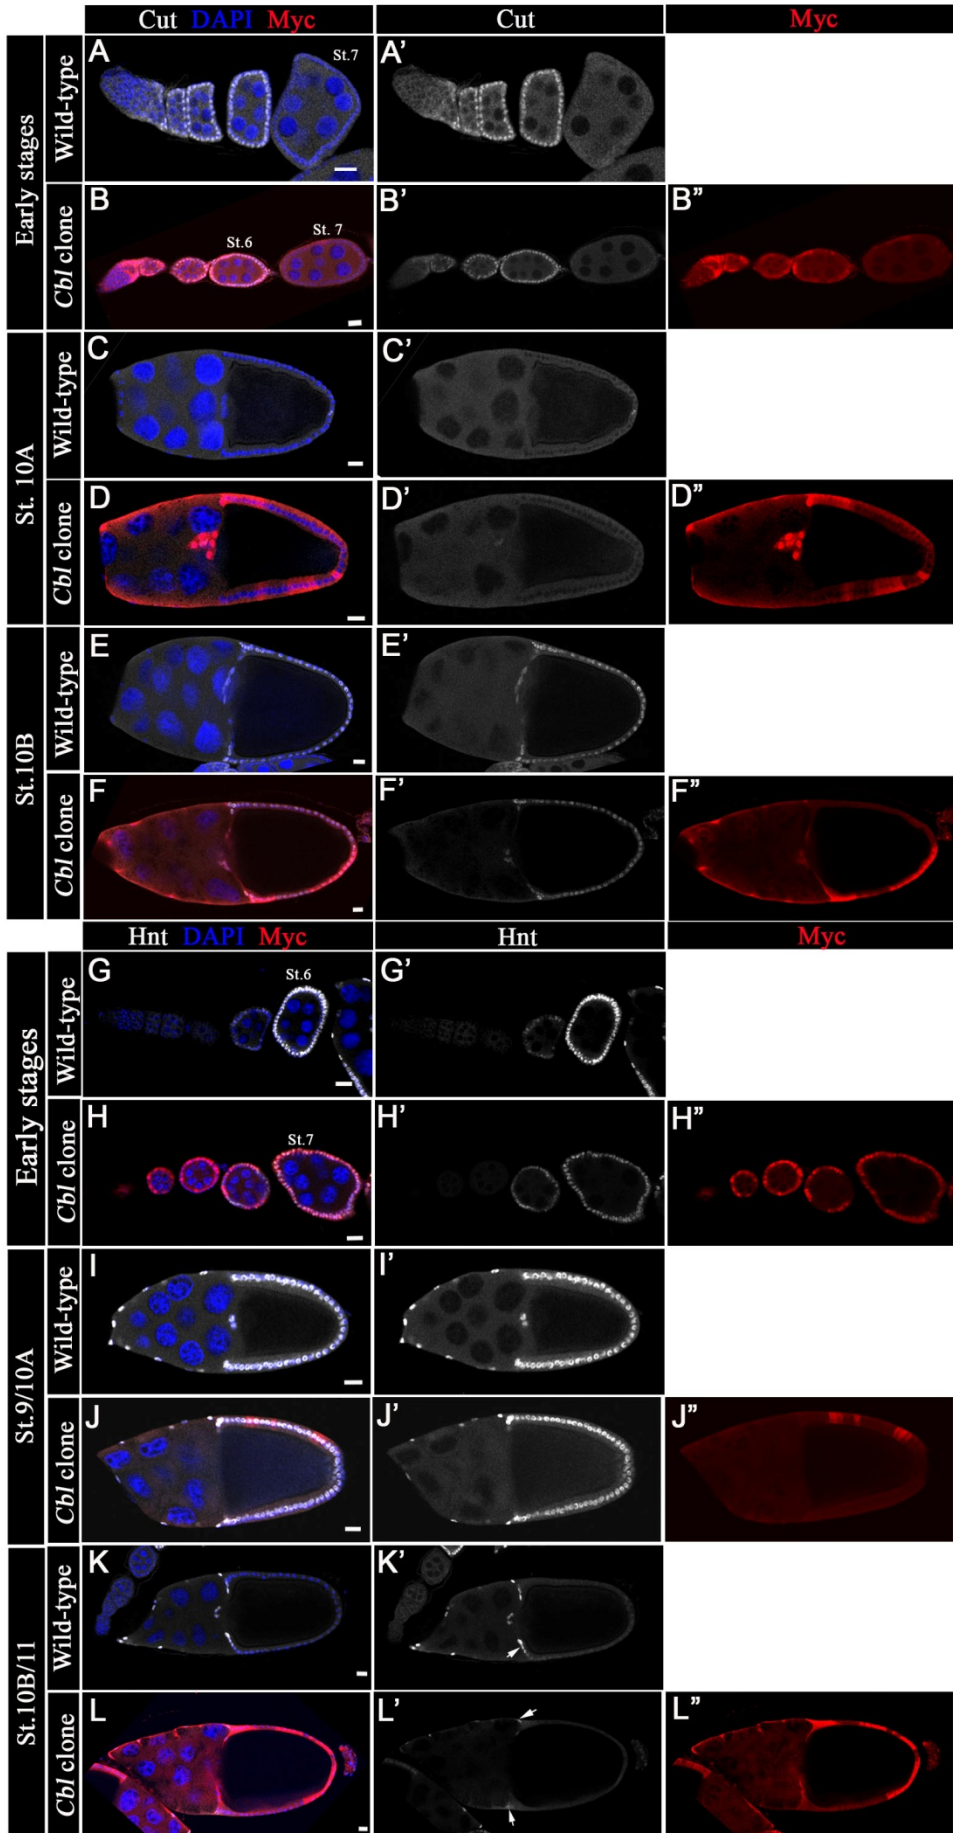 Cut DAPI Myc
Cut
Myc
Early stages
Wild-type
A
St.7
A’
Cbl clone
B
St.6
St. 7
B’
B”
St. 10A
Wild-type
C
C’
Cbl clone
D
D’
D”
St.10B
Wild-type
E
E’
Cbl clone
F
F’
F”
Hnt DAPI Myc
Hnt
Myc
Early stages
Wild-type
G
St.6
G’
Cbl clone
H
St.7
H’
H”
St.9/10A
Wild-type
I
I’
Cbl clone
J
J’
J”
St.10B/11
Wild-type
K
K’
Cbl clone
L
L’
L”